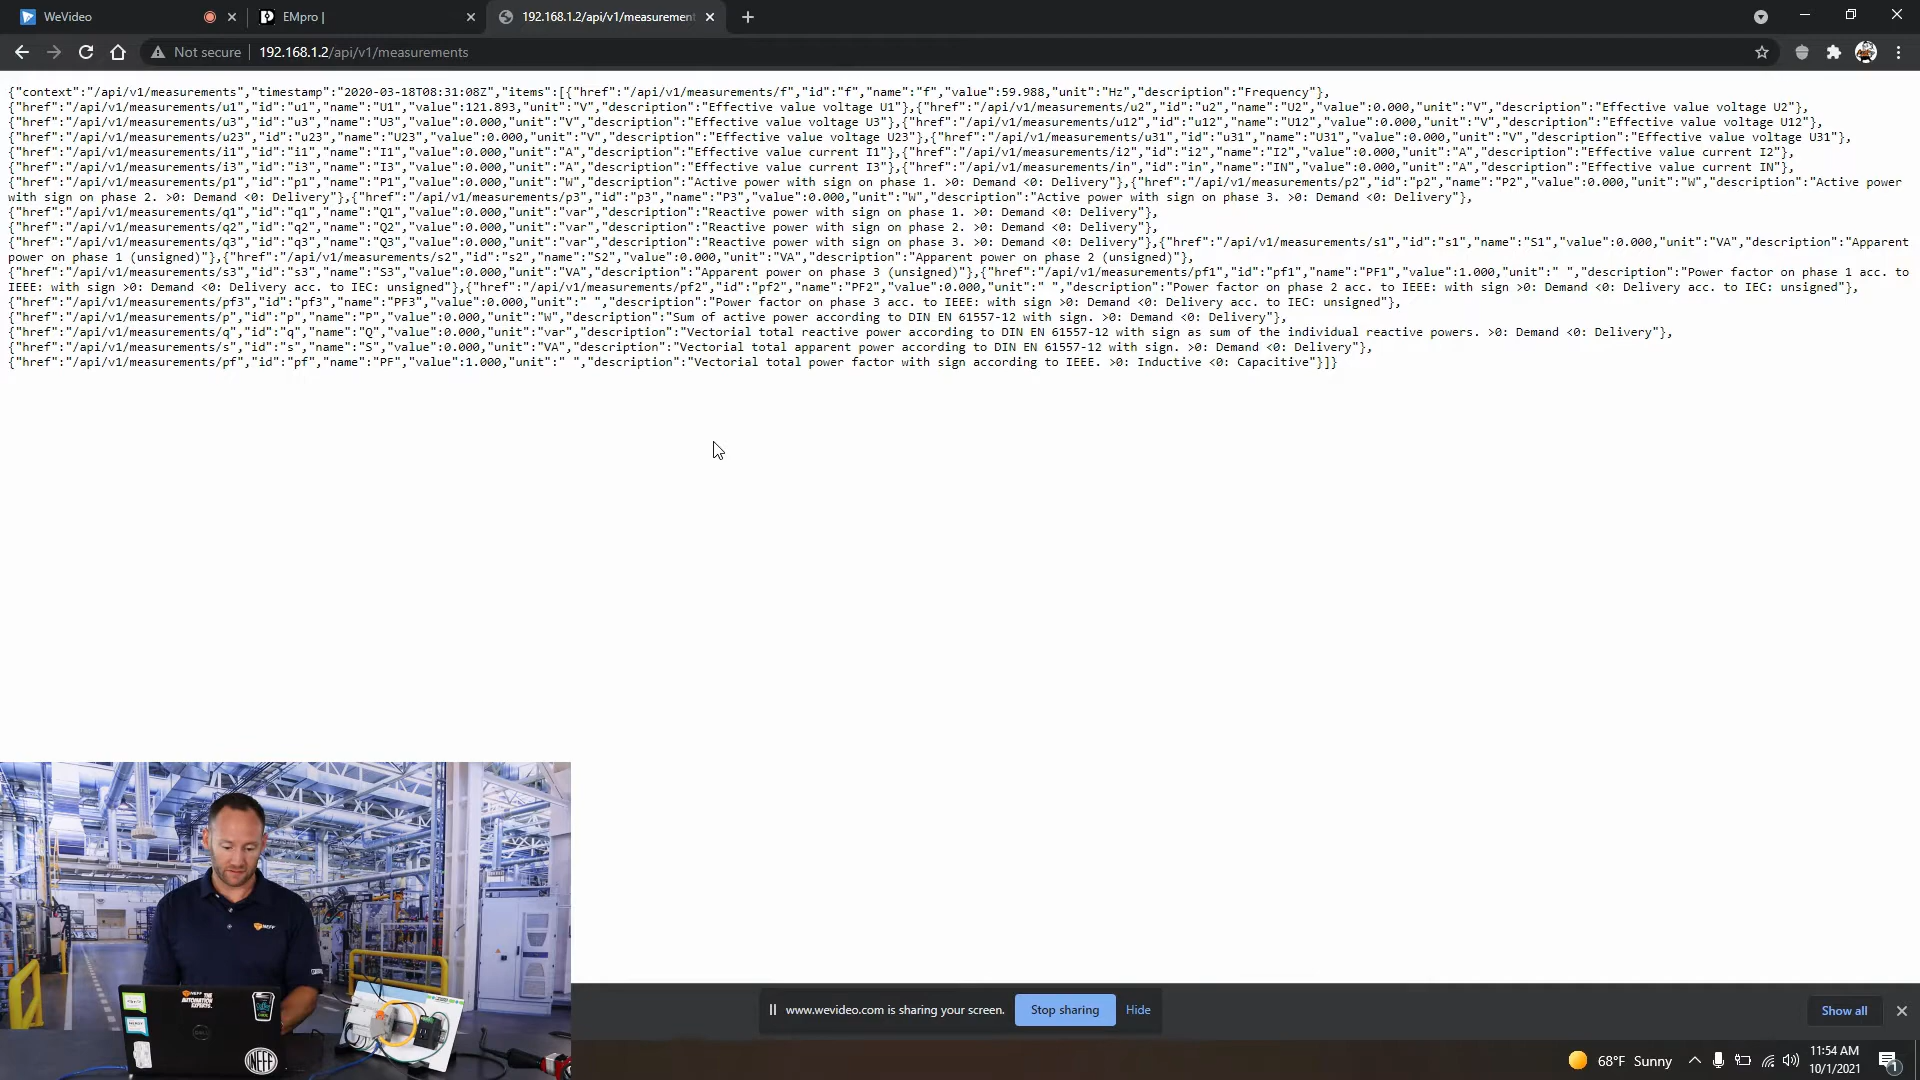 WeVideo
EMpro |
192.168.1.2/api/v1/measurement
Not secure
192.168.1.2/api/v1/measurements
{"context":"/api/v1/measurements","timestamp":"2020-03-18T08:31:08Z","items":[{"href":"/api/v1/measurements/f","id":"f","name":"f","value":59.988,"unit":"Hz","description":"Frequency"},
{"href":"/api/v1/measurements/u1","id":"u1","name":"U1","value":121.893,"unit":"V","description":"Effective value voltage U1"},{"href":"/api/v1/measurements/u2","id":"u2","name":"U2","value":0.000,"unit":"V","description":"Effective value voltage U2"},
{"href":"/api/v1/measurements/u3","id":"u3","name":"U3","value":0.000,"unit":"V","description":"Effective value voltage U3"},{"href":"/api/v1/measurements/u12","id":"u12","name":"U12","value":0.000,"unit":"V","description":"Effective value voltage U12"},
{"href":"/api/v1/measurements/u23","id":"u23","name":"U23","value":0.000,"unit":"V","description":"Effective value voltage U23"},{"href":"/api/v1/measurements/u31","id":"u31","name":"U31","value":0.000,"unit":"V","description":"Effective value voltage U31"},
{"href":"/api/v1/measurements/i1","id":"i1","name":"I1","value":0.000,"unit":"A","description":"Effective value current I1"},{"href":"/api/v1/measurements/i2","id":"i2","name":"I2","value":0.000,"unit":"A","description":"Effective value current I2"},
{"href":"/api/v1/measurements/i3","id":"i3","name":"I3","value":0.000,"unit":"A","description":"Effective value current I3"},{"href":"/api/v1/measurements/in","id":"in","name":"IN","value":0.000,"unit":"A","description":"Effective value current IN"},
{"href":"/api/v1/measurements/p1","id":"p1","name":"P1","value":0.000,"unit":"W","description":"Active power with sign on phase 1. >0: Demand <0: Delivery"},{"href":"/api/v1/measurements/p2","id":"p2","name":"P2","value":0.000,"unit":"W","description":"Active power
with sign on phase 2. >0: Demand <0: Delivery"},{"href":"/api/v1/measurements/p3","id":"p3","name":"P3","value":0.000,"unit":"W","description":"Active power with sign on phase 3. >0: Demand <0: Delivery"},
{"href":"/api/v1/measurements/q1","id":"q1","name":"Q1","value":0.000,"unit":"var","description":"Reactive power with sign on phase 1. >0: Demand <0: Delivery"},
{"href":"/api/v1/measurements/q2","id":"q2","name":"Q2","value":0.000,"unit":"var","description":"Reactive power with sign on phase 2. >0: Demand <0: Delivery"},
{"href":"/api/v1/measurements/q3","id":"q3","name":"Q3","value":0.000,"unit":"var","description":"Reactive power with sign on phase 3. >0: Demand <0: Delivery"},{"href":"/api/v1/measurements/s1","id":"s1","name":"S1","value":0.000,"unit":"VA","description":"Apparent
power on phase 1 (unsigned)"},{"href":"/api/v1/measurements/s2","id":"s2","name":"S2","value":0.000,"unit":"VA","description":"Apparent power on phase 2 (unsigned)"},
{"href":"/api/v1/measurements/s3","id":"s3","name":"S3","value":0.000,"unit":"VA","description":"Apparent power on phase 3 (unsigned)"},{"href":"/api/v1/measurements/pf1","id":"pf1","name":"PF1","value":1.000,"unit":" ","description":"Power factor on phase 1 acc. to
IEEE: with sign >0: Demand <0: Delivery acc. to IEC: unsigned"},{"href":"/api/v1/measurements/pf2","id":"pf2","name":"PF2","value":0.000,"unit":" ","description":"Power factor on phase 2 acc. to IEEE: with sign >0: Demand <0: Delivery acc. to IEC: unsigned"},
{"href":"/api/v1/measurements/pf3","id":"pf3","name":"PF3","value":0.000,"unit":" ","description":"Power factor on phase 3 acc. to IEEE: with sign >0: Demand <0: Delivery acc. to IEC: unsigned"},
{"href":"/api/v1/measurements/p","id":"p","name":"P","value":0.000,"unit":"W","description":"Sum of active power according to DIN EN 61557-12 with sign. >0: Demand <0: Delivery"},
{"href":"/api/v1/measurements/q","id":"q","name":"Q","value":0.000,"unit":"var","description":"Vectorial total reactive power according to DIN EN 61557-12 with sign as sum of the individual reactive powers. >0: Demand <0: Delivery"},
{"href":"/api/v1/measurements/s","id":"s","name":"S","value":0.000,"unit":"VA","description":"Vectorial total apparent power according to DIN EN 61557-12 with sign. >0: Demand <0: Delivery"},
{"href":"/api/v1/measurements/pf","id":"pf","name":"PF","value":1.000,"unit":" ","description":"Vectorial total power factor with sign according to IEEE. >0: Inductive <0: Capacitive"}]}
NEFF
NEFF THE AUTOMATION EXPERTS.
NEFF
www.wevideo.com is sharing your screen.
Stop sharing
Hide
Show all
68°F Sunny
11:54 AM
10/1/2021
1